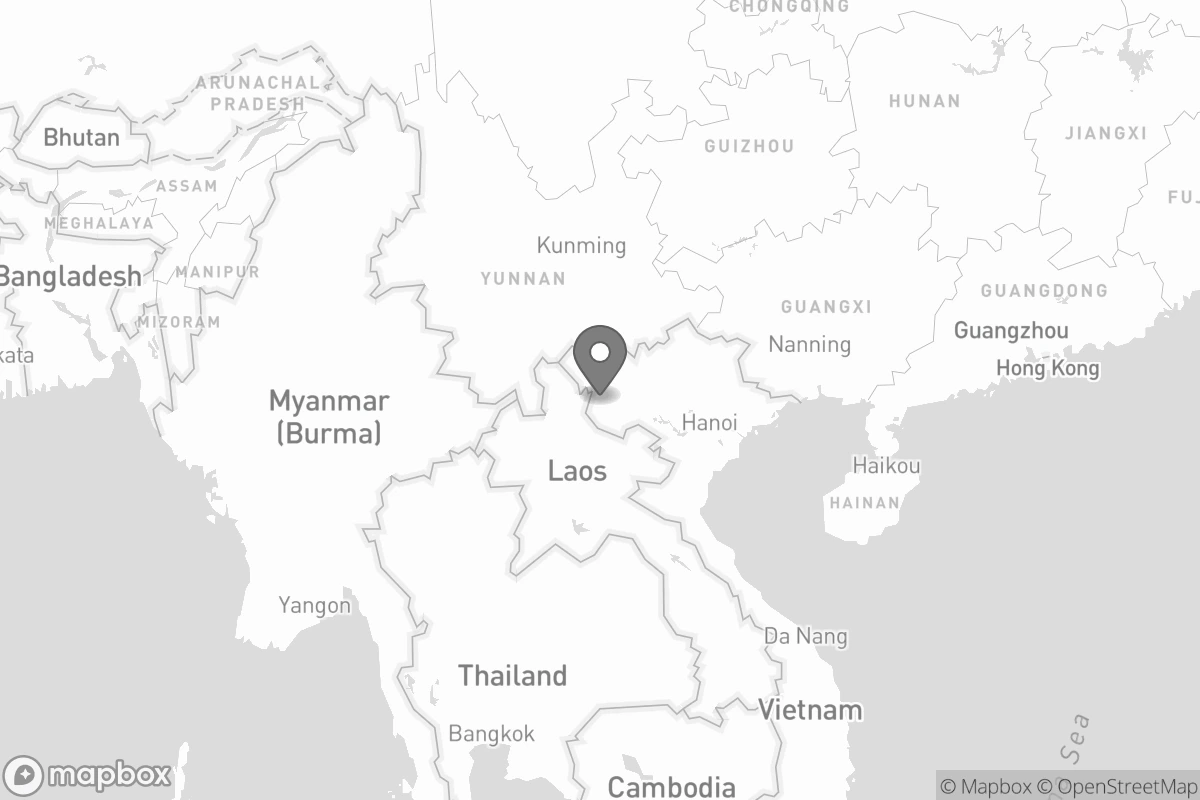 CHONGQING
ARUNACHAL
PRADESH
HUNAN
Bhutan
JIANGXI
GUIZHOU
ASSAM
FUJ
MEGHALAYA
Kunming
MANIPUR
Bangladesh
YUNNAN
GUANGDONG
GUANGXI
MIZORAM
Guangzhou
Nanning
kata
Hong Kong
Myanmar
(Burma)
Hanoi
Laos
Haikou
HAINAN
Yangon
Da Nang
Thailand
Vietnam
Bangkok
Sea
Cambodia
mapbox
© Mapbox © OpenStreetMap